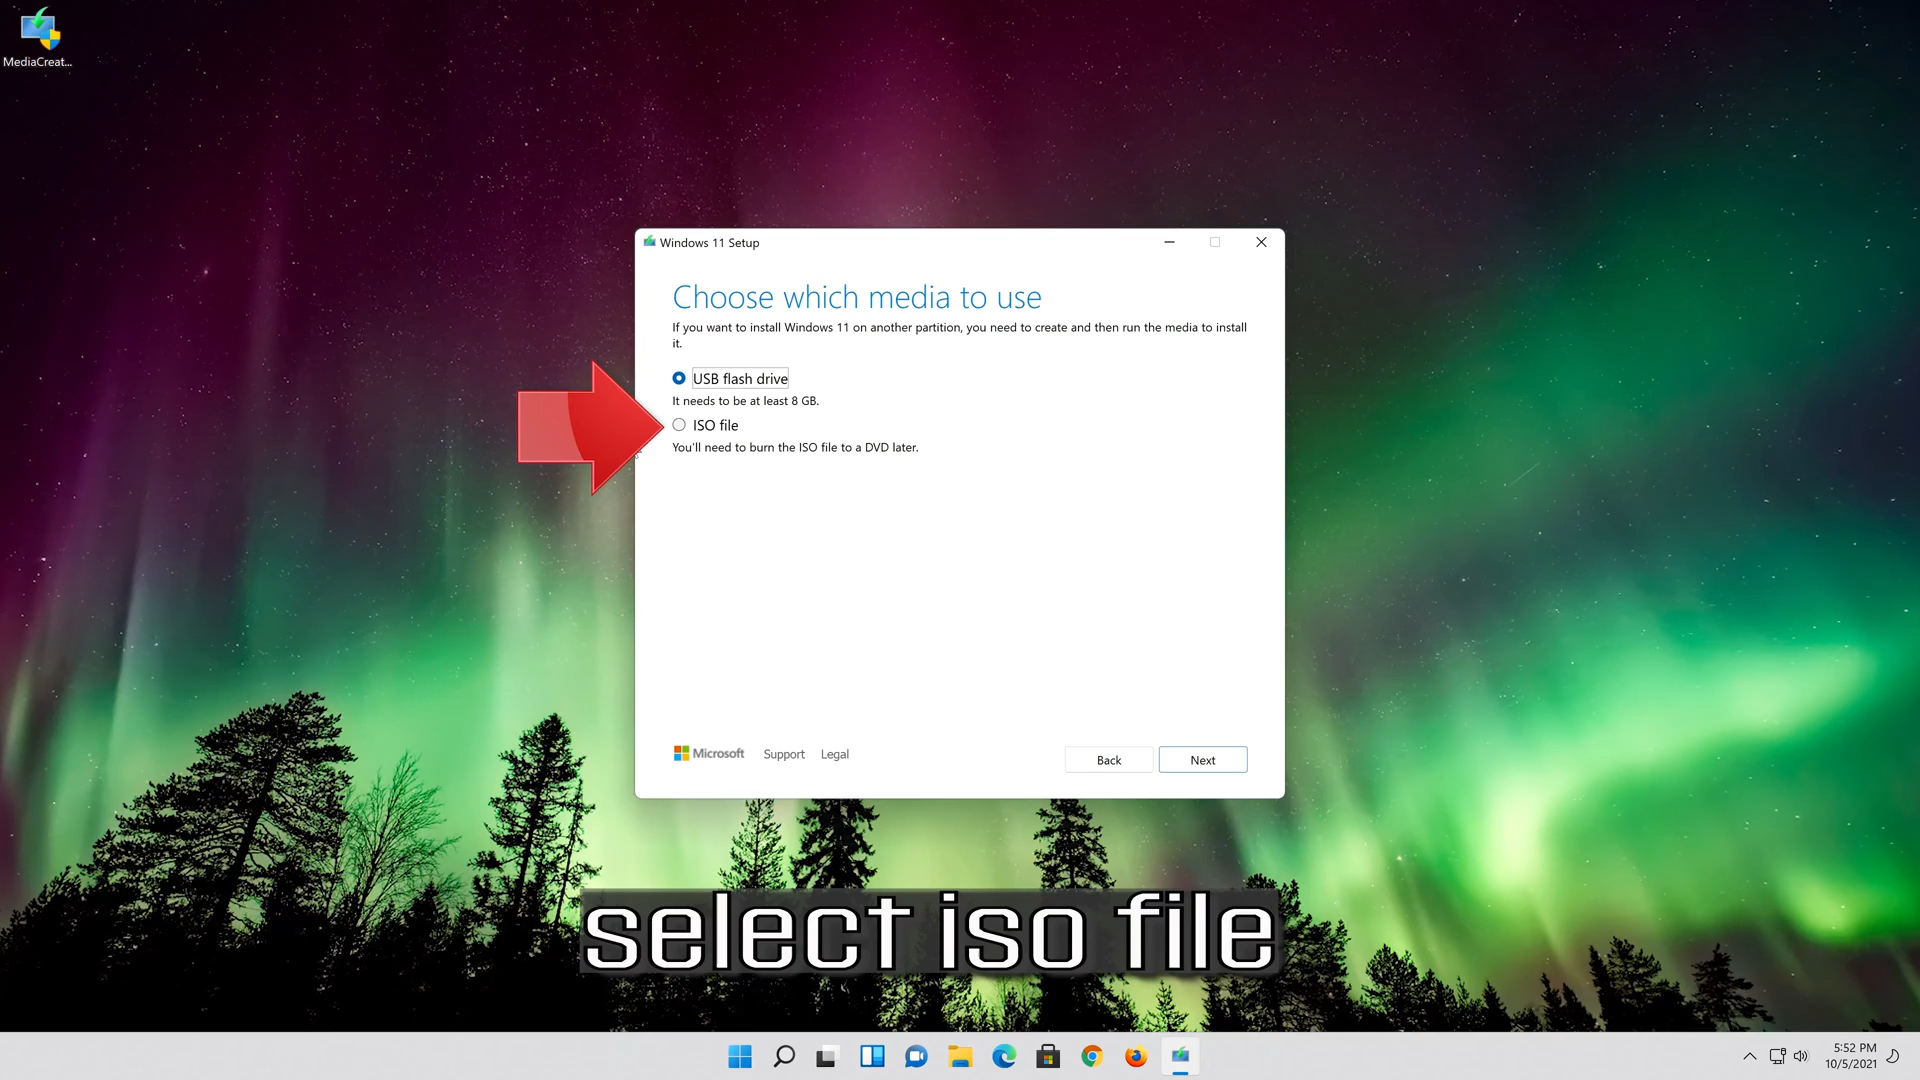 MediaCreat...
Windows 11 Setup
Choose which media to use
If you want to install Windows 11 on another partition, you need to create and then run the media to install
it.
USB flash drive
It needs to be at least 8 GB.
ISO file
You'll need to burn the ISO file to a DVD later.
Microsoft Support Legal
Back Next
select iso file
5:52 PM
10/5/2021